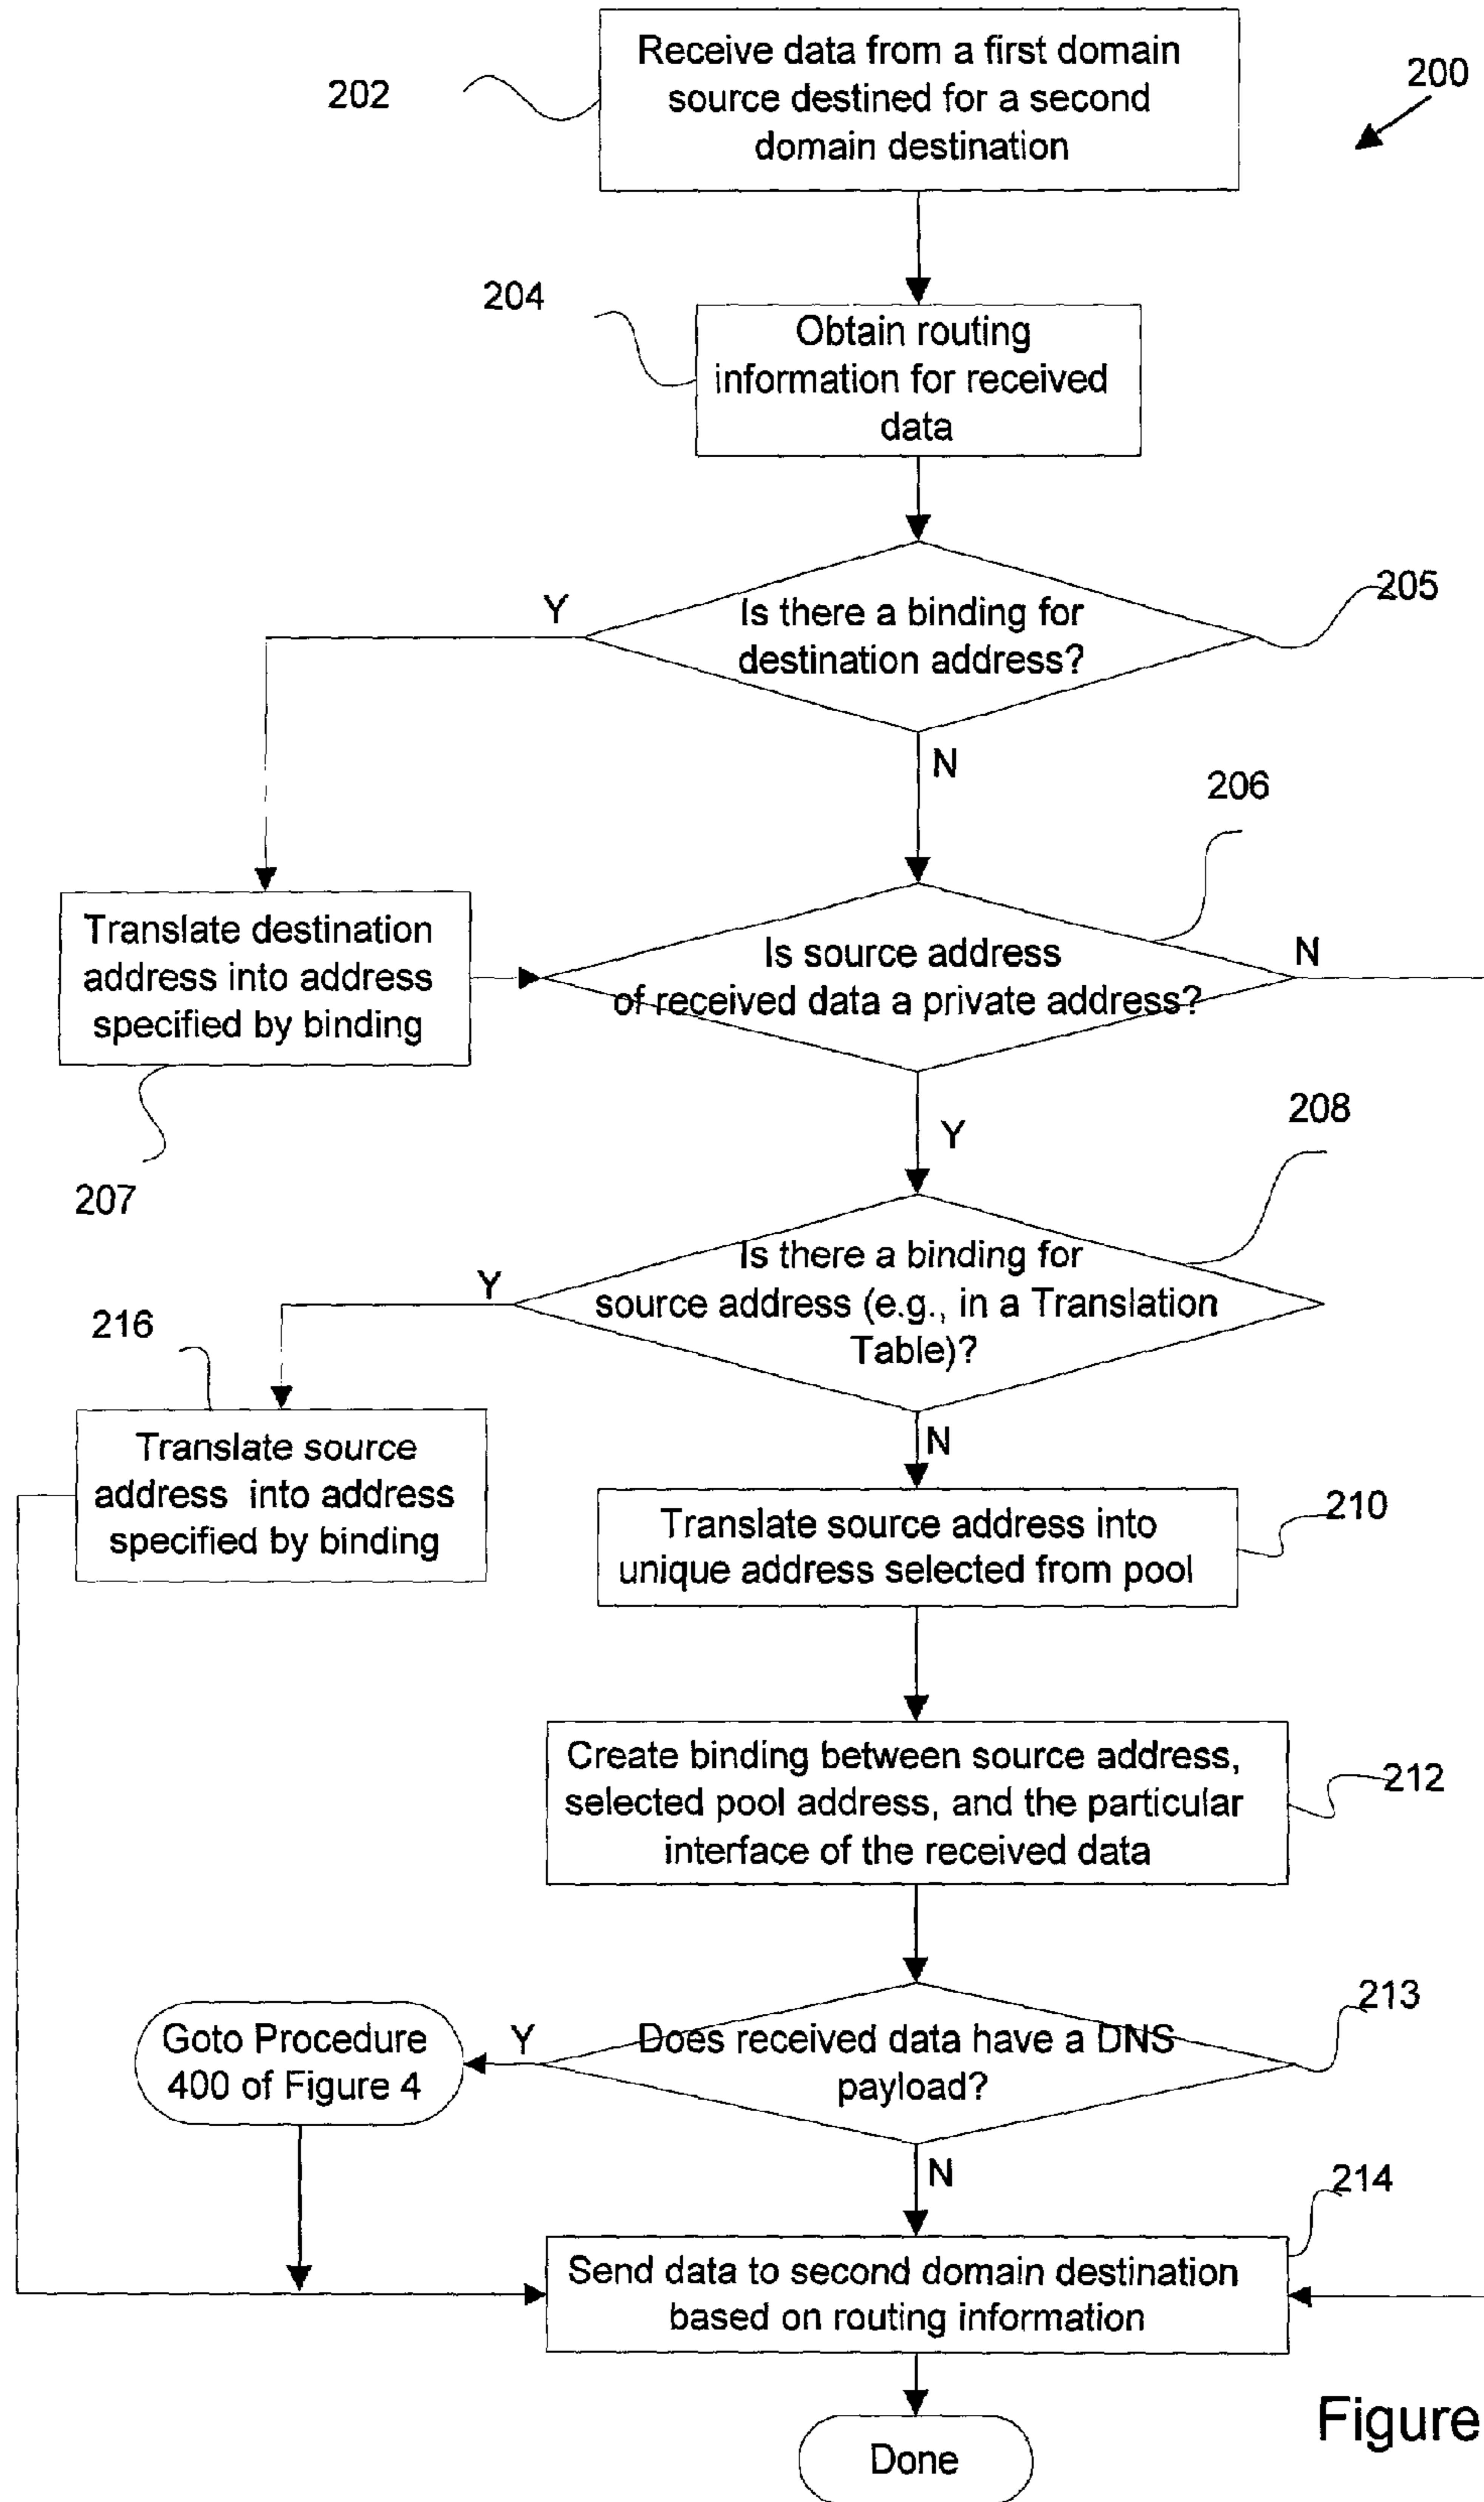 Receive data from a first domain
source destined for a second
domain destination
202
200
204
Obtain routing
information for received
data
Y
Is there a binding for
destination address?
205
N
206
Translate destination
address into address
specified by binding
Is source address
of received data a private address?
N
207
Y
208
Is there a binding for
source address (e.g., in a Translation
Table)?
Y
216
N
Translate source
address into address
specified by binding
Translate source address into
unique address selected from pool
210
Create binding between source address,
selected pool address, and the particular
interface of the received data
212
Goto Procedure
400 of Figure 4
Y
Does received data have a DNS
payload?
213
N
214
Send data to second domain destination
based on routing information
Figure
Done